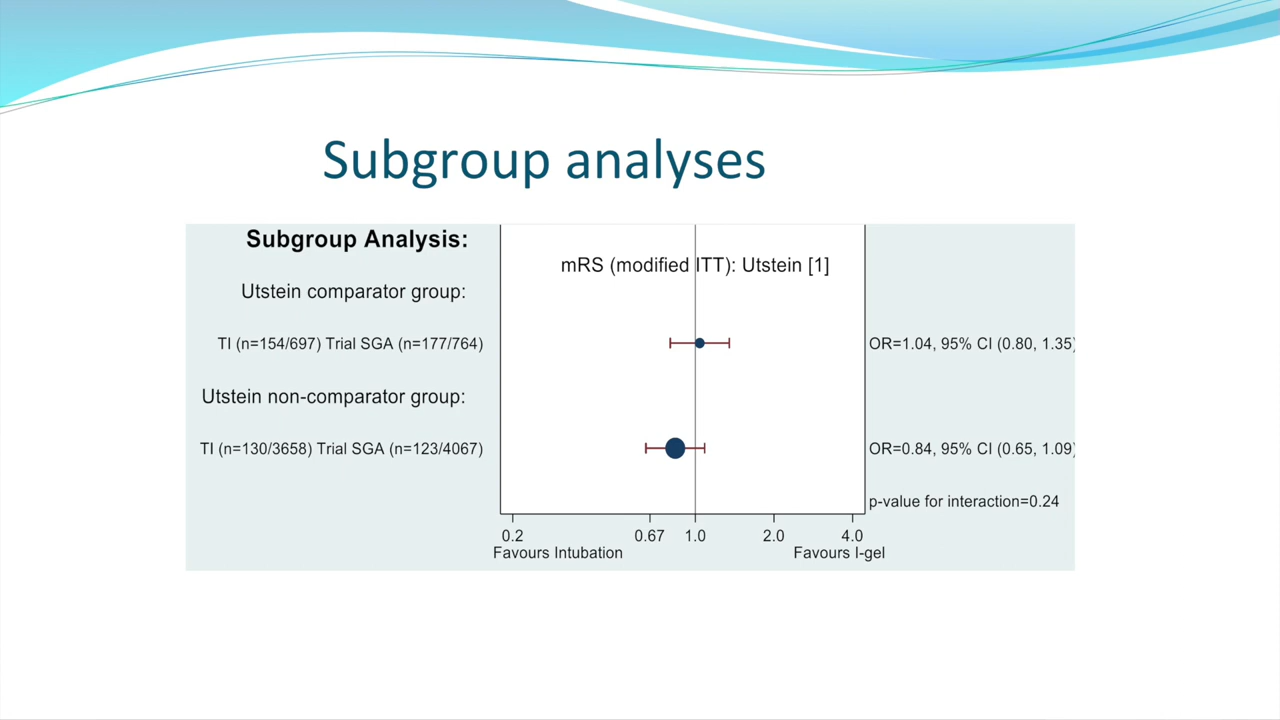 Subgroup analyses
Subgroup Analysis:
mRS (modified ITT): Utstein [1]
Utstein comparator group:
TI (n=154/697) Trial SGA (n=177/764)
OR=1.04, 95% CI (0.80, 1.35)
Utstein non-comparator group:
TI (n=130/3658) Trial SGA (n=123/4067)
OR=0.84, 95% CI (0.65, 1.09)
p-value for interaction=0.24
0.2 0.67 1.0 2.0 4.0
Favours Intubation Favours I-gel